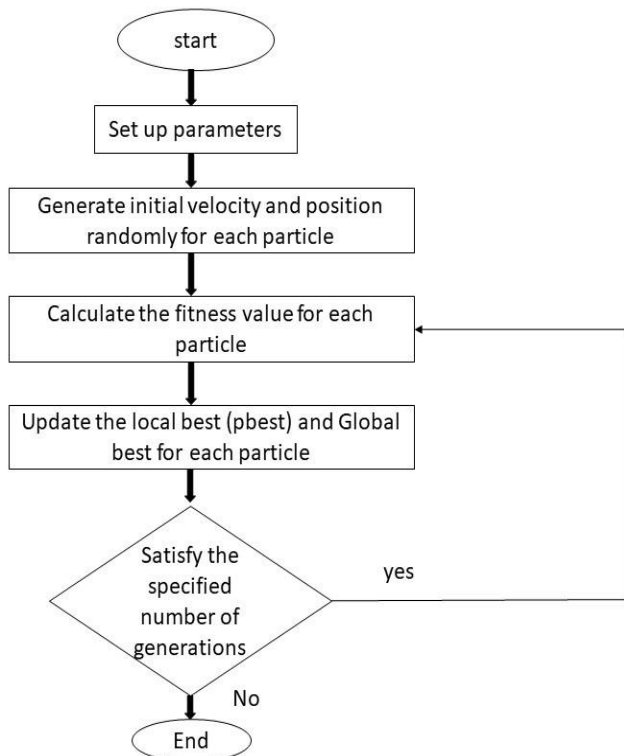 start
Set up parameters
Generate initial velocity and position
randomly for each particle
Calculate the fitness value for each
particle
Update the local best (pbest) and Global
best for each particle
Satisfy the
specified
number of
generations
yes
No
End